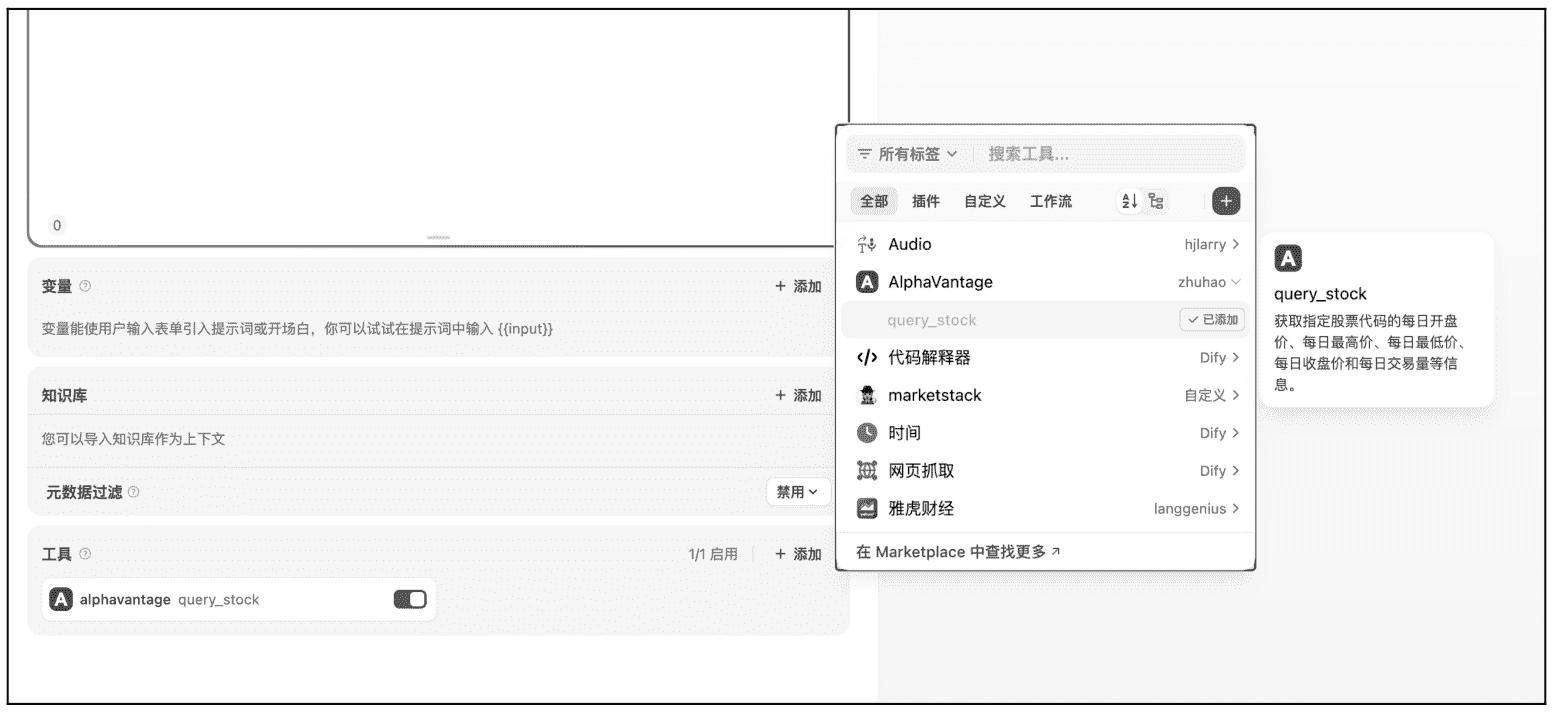 0
变量
+ 添加
变量能使用户输入表单引入提示词或开场白，你可以试试在提示词中输入 {{input}}
知识库
+ 添加
您可以导入知识库作为上下文
元数据过滤
禁用
工具
1/1 启用
+ 添加
alphavantage query_stock
所有标签
搜索工具...
全部 插件 自定义 工作流
Audio hjlarry
AlphaVantage zhuhao
query_stock 已添加
代码解释器 Dify
marketstack 自定义
时间 Dify
网页抓取 Dify
雅虎财经 langgenius
在 Marketplace 中查找更多
query_stock
获取指定股票代码的每日开盘
价、每日最高价、每日最低价、
每日收盘价和每日交易量等信
息。